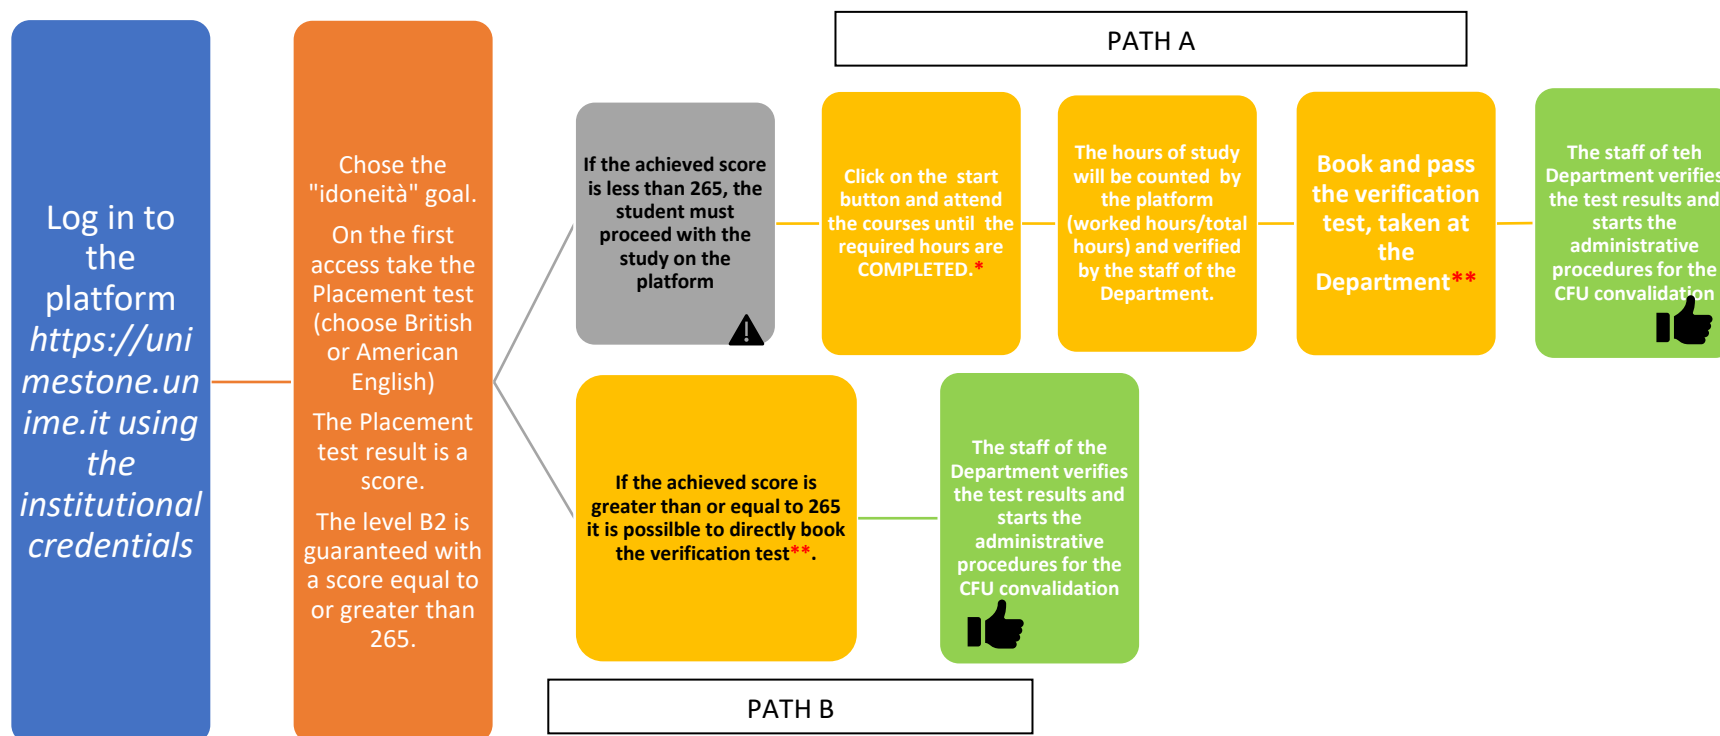 PATH A
Log in to
the
platform
https://uni
mestone.un
ime.it using
the
institutional
credentials
Chose the
"idoneità" goal.
On the first
access take the
Placement test
(choose British
or American
English)
The Placement
test result is a
score.
The level B2 is
guaranteed with
a score equal to
or greater than
265.
If the achieved score
is less than 265, the
student must
proceed with the
study on the
platform
Click on the start
button and attend
the courses until the
required hours are
COMPLETED.*
The hours of study
will be counted by
the platform
(worked hours/total
hours) and verified
by the staff of the
Department.
Book and pass
the verification
test, taken at
the
Department**
The staff of teh
Department verifies
the test results and
starts the
administrative
procedures for the
CFU convalidation
If the achieved score is
greater than or equal to 265
it is possilble to directly book
the verification test**.
The staff of the
Department verifies
the test results and
starts the
administrative
procedures for the
CFU convalidation
PATH B